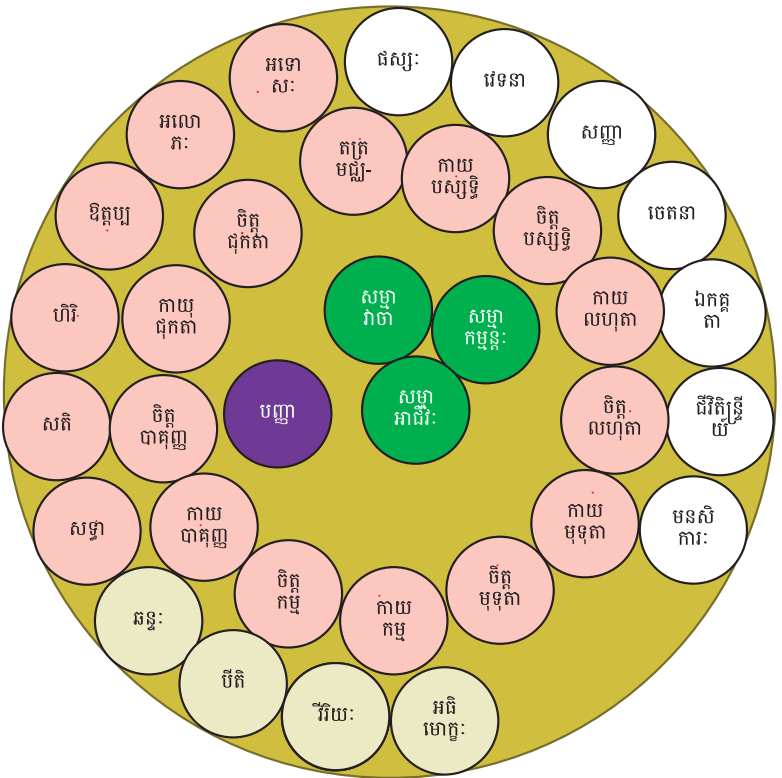 ផស្សៈ
វេទនា
សញ្ញា
ចេតនា
ឯកគ្គ
តា
ជីវិតិន្ទ្រី
យ៍
មនសិ
ការៈ
អទោ
សៈ
អលោ
ភៈ
ឱត្តប្ប
ហិរិ
សតិ
សទ្ធា
ឆន្ទៈ
បីតិ
វីរិយៈ
អធិ
មោក្ខៈ
តត្រ
មជ្ឈ-
កាយ
បស្សទ្ធិ
ចិត្ត
បស្សទ្ធិ
កាយ
លហុតា
ចិត្ត
លហុតា
កាយ
មុទុតា
ចិត្ត
មុទុតា
កាយ
កម្ម
ចិត្ត
កម្ម
កាយ
បាគុញ្ញ
ចិត្ត
បាគុញ្ញ
កាយុ
ជុកតា
ចិត្ត
ជុកតា
សម្មា
វាចា
សម្មា
កម្មន្តៈ
សម្មា
អាជីវៈ
បញ្ញា